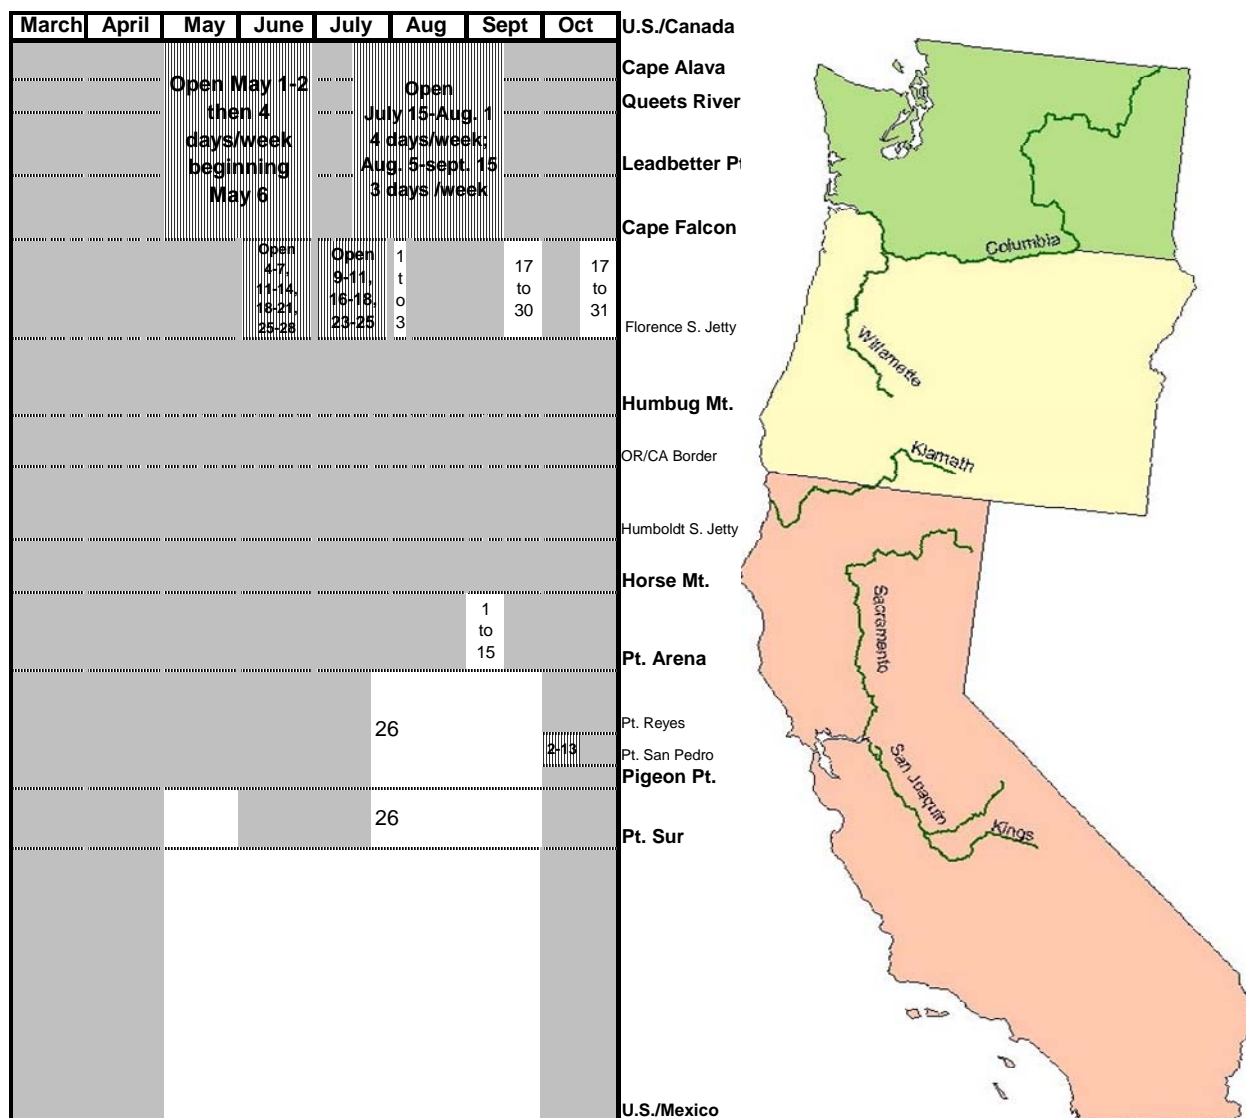 March April May June July Aug Sept Oct
U.S./Canada
Cape Alava
Queets River
Leadbetter Pt
Cape Falcon
Open May 1-2
then 4
days/week
beginning
May 6
Open
July 15-Aug. 1
4 days/week;
Aug. 5-sept. 15
3 days /week
Open
4-7,
11-14,
18-21,
25-28
Open
9-11,
16-18,
23-25
1
t
o
3
17
to
30
17
to
31
Florence S. Jetty
Humbug Mt.
OR/CA Border
Humboldt S. Jetty
Horse Mt.
1
to
15
Pt. Arena
26
Pt. Reyes
2-13
Pt. San Pedro
Pigeon Pt.
26
Pt. Sur
U.S./Mexico
Columbia
Willamette
Klamath
Sacramento
San Joaquin
Kings